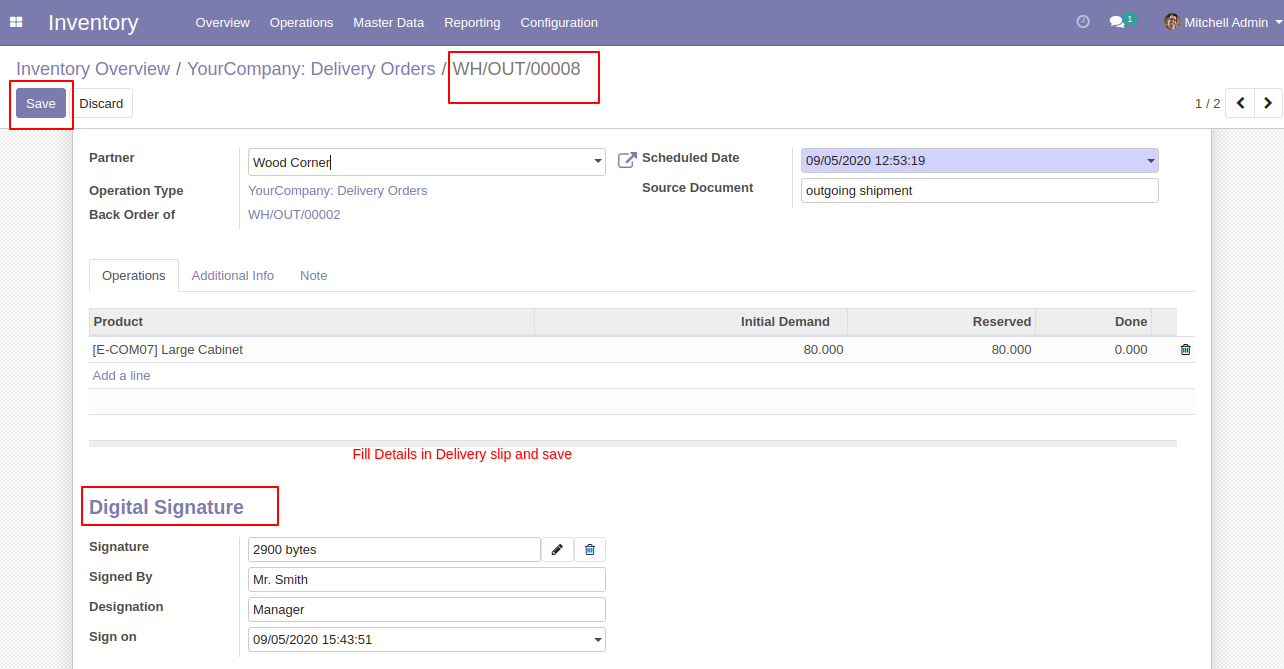 Inventory Overview Operations Master Data Reporting Configuration 1 Mitchell Admin
Inventory Overview / YourCompany: Delivery Orders / WH/OUT/00008
Save Discard 1 / 2
Partner Wood Corner Scheduled Date 09/05/2020 12:53:19
Operation Type YourCompany: Delivery Orders Source Document outgoing shipment
Back Order of WH/OUT/00002
Operations Additional Info Note
Product Initial Demand Reserved Done
[E-COM07] Large Cabinet 80.000 80.000 0.000
Add a line
Fill Details in Delivery slip and save
Digital Signature
Signature 2900 bytes
Signed By Mr. Smith
Designation Manager
Sign on 09/05/2020 15:43:51